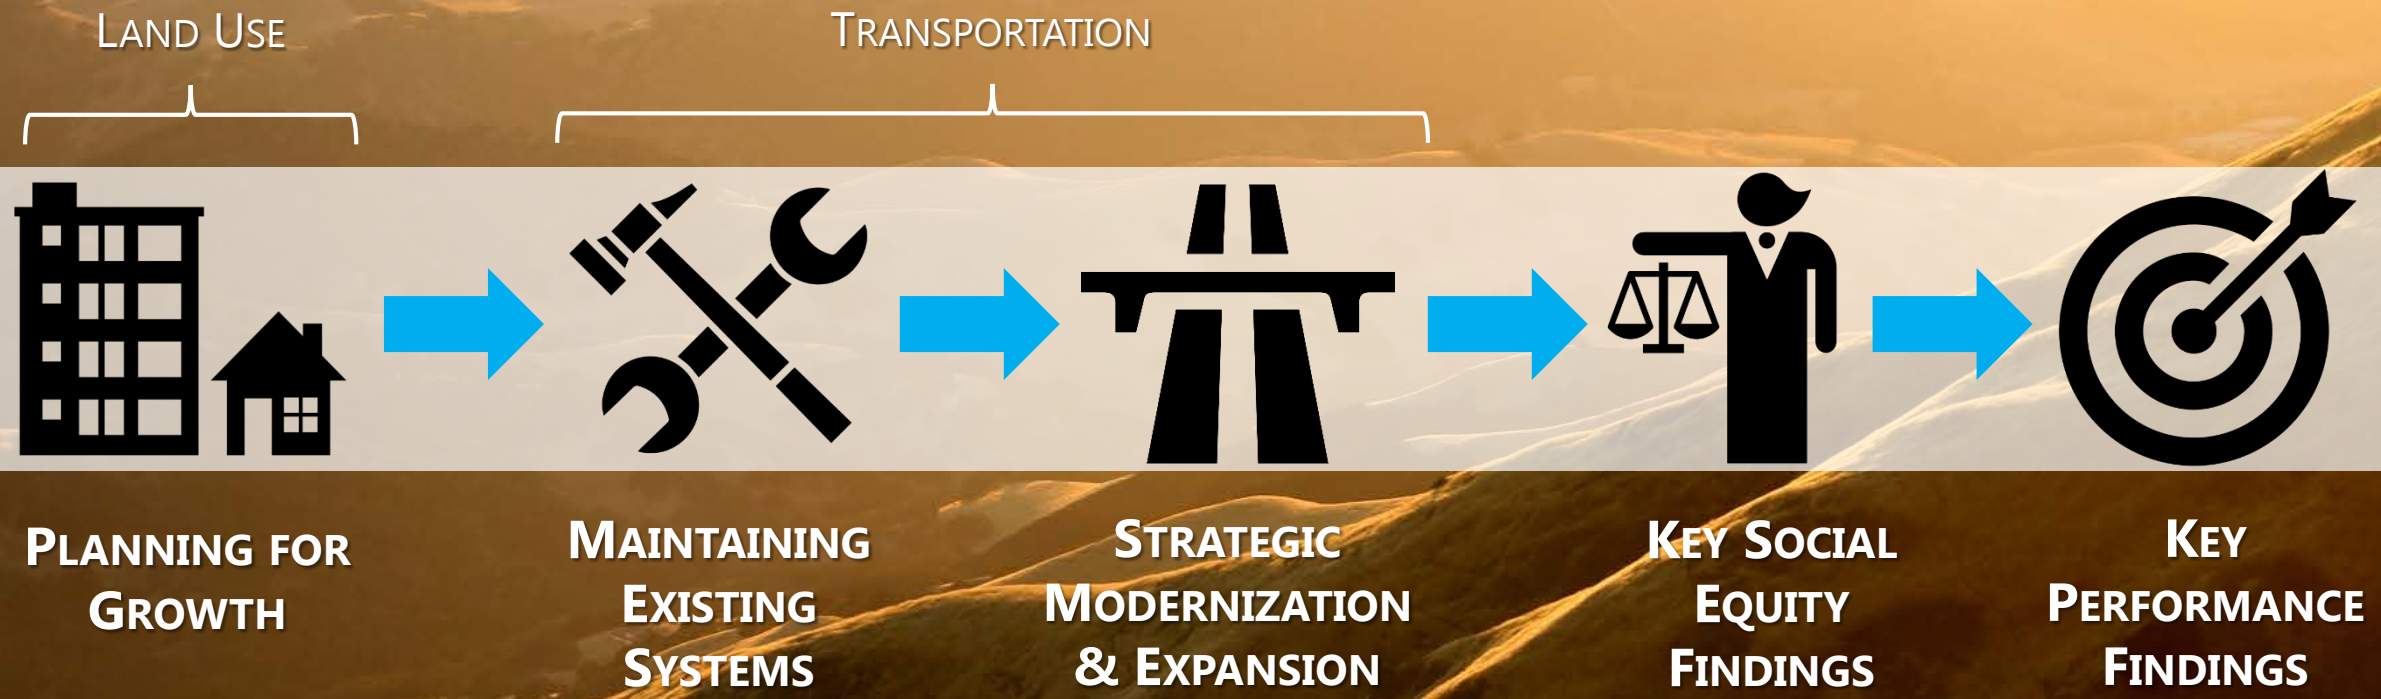 LAND USE
TRANSPORTATION
PLANNING FOR
GROWTH
MAINTAINING
EXISTING
SYSTEMS
STRATEGIC
MODERNIZATION
& EXPANSION
KEY SOCIAL
EQUITY
FINDINGS
KEY
PERFORMANCE
FINDINGS